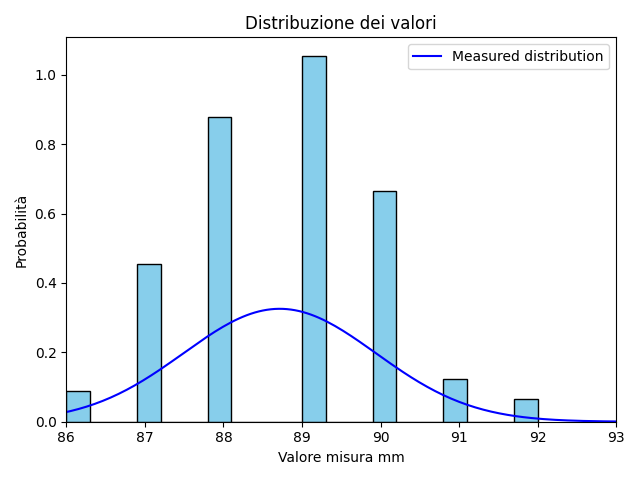 Distribuzione dei valori
Measured distribution
Probabilità
1.0
0.8
0.6
0.4
0.2
0.0
86 87 88 89 90 91 92 93
Valore misura mm